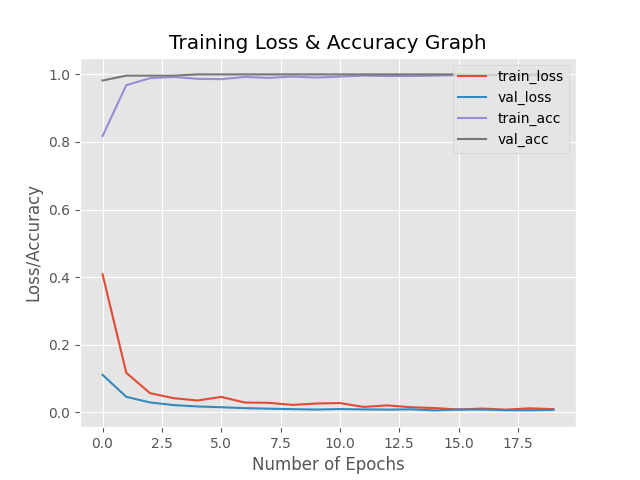 Training Loss & Accuracy Graph
Loss/Accuracy
1.0
0.8
0.6
0.4
0.2
0.0
train_loss
val_loss
train_acc
val_acc
0.0 2.5 5.0 7.5 10.0 12.5 15.0 17.5
Number of Epochs